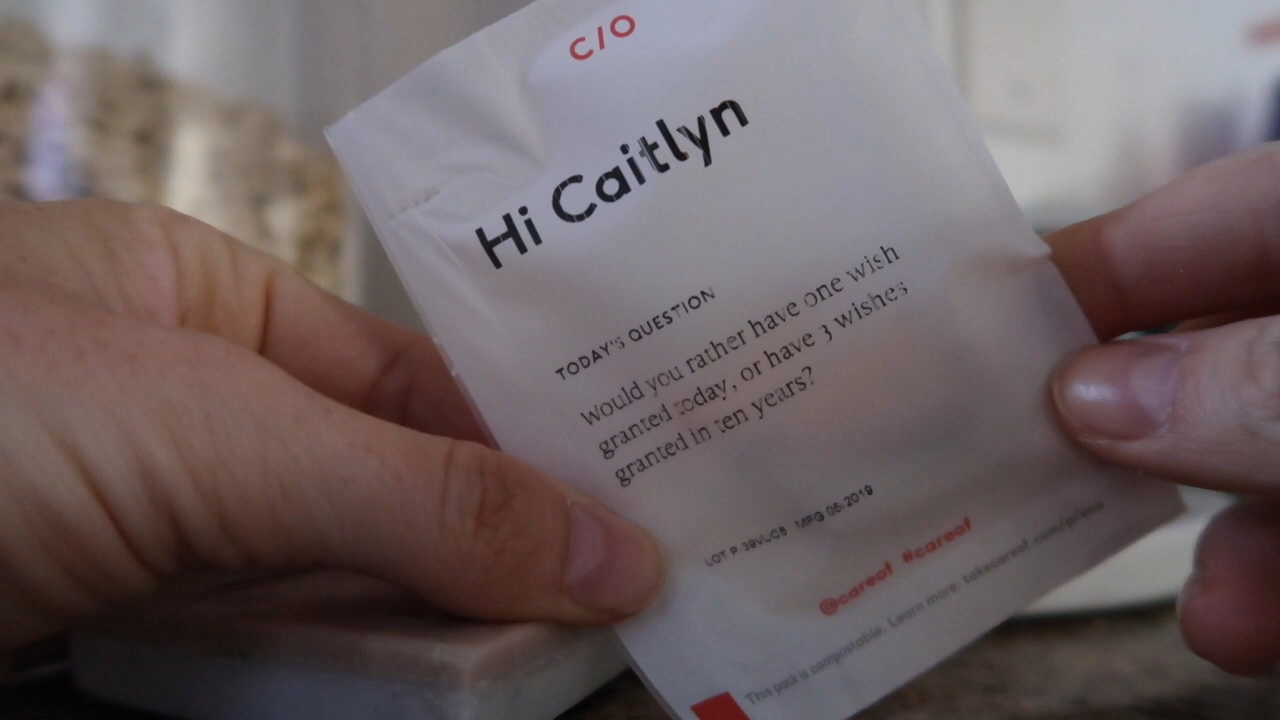 C/O
Hi Caitlyn
TODAY'S QUESTION
Would you rather have one wish
granted today, or have 3 wishes
granted in ten years?
LOT P:39VUC8 MFG 05-2019
@careof #careof
This pack is compostable. Learn more: takecareof.com/